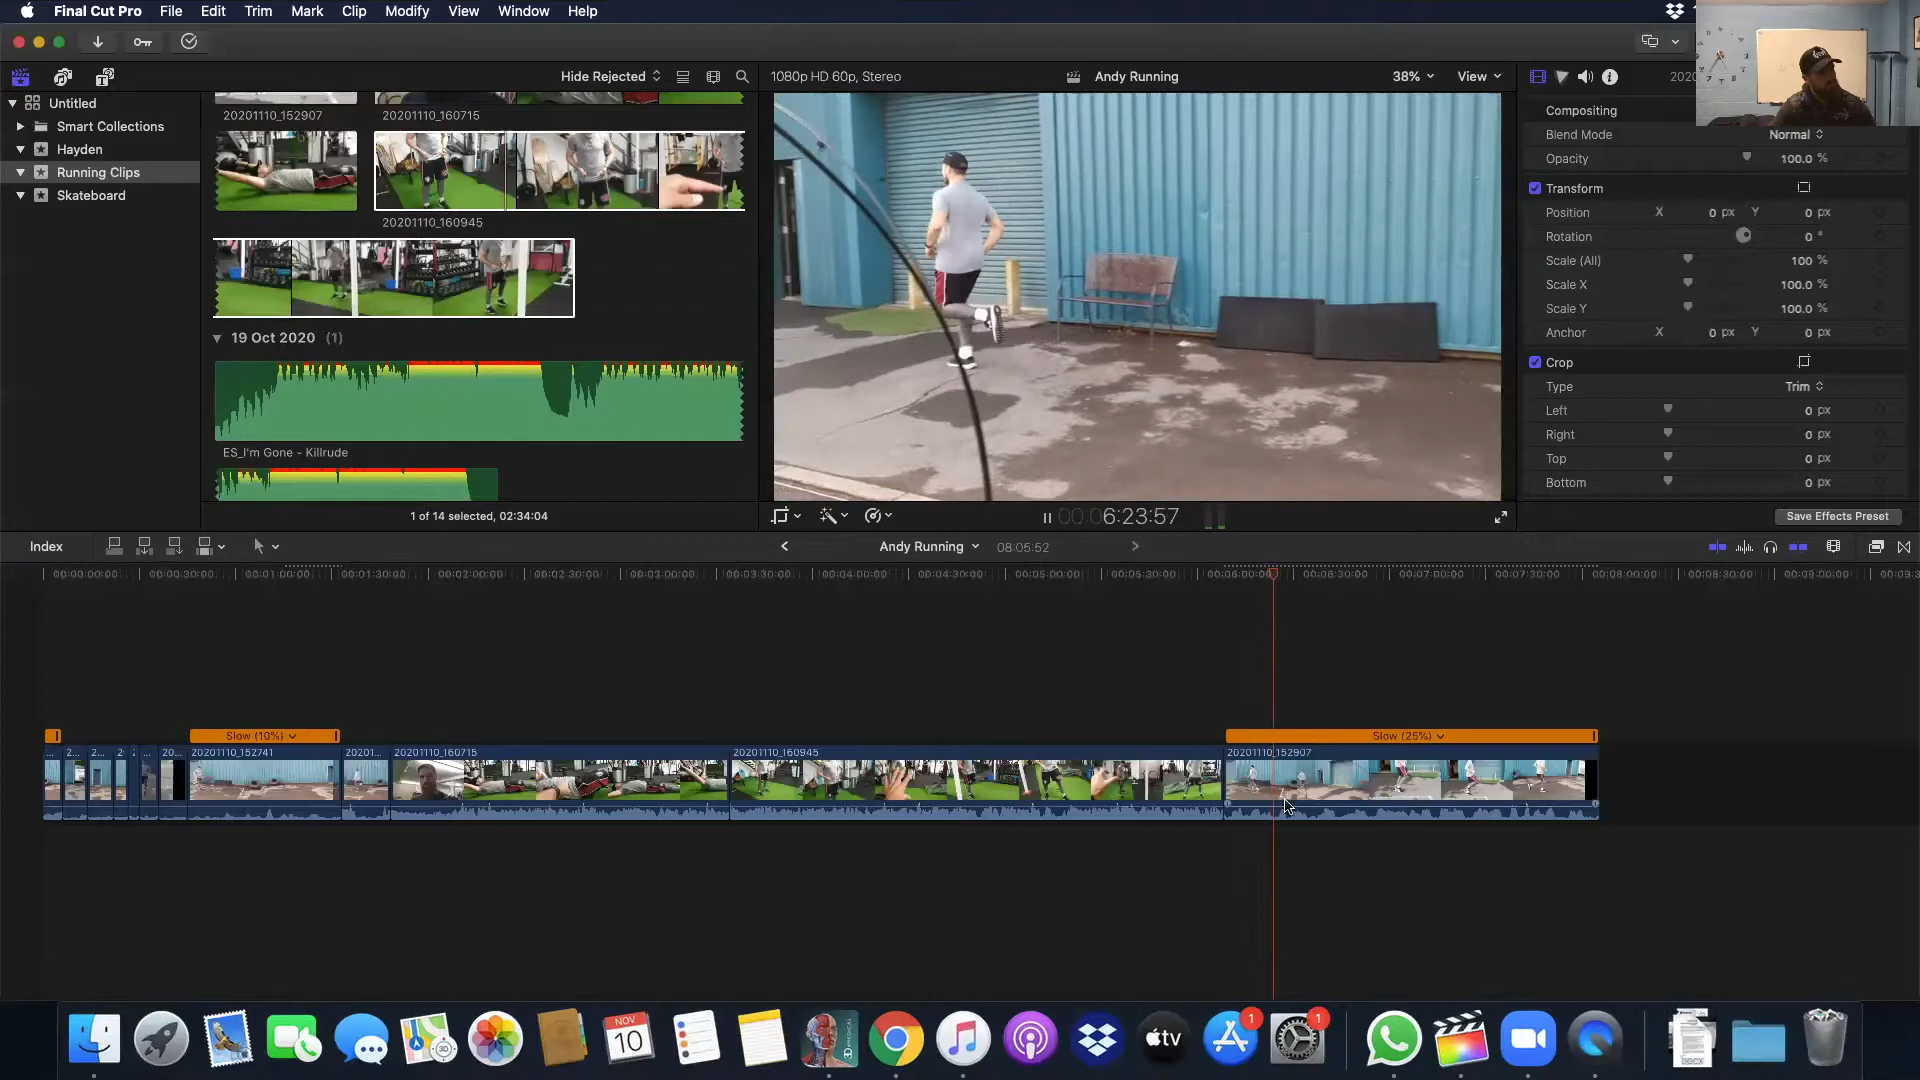 Final Cut Pro File Edit Trim Mark Clip Modify View Window Help
Hide Rejected
1080p HD 60p, Stereo
Andy Running
38%
View
Untitled
Smart Collections
Hayden
Running Clips
Skateboard
20201110_152907
20201110_160715
20201110_160945
19 Oct 2020 (1)
ES_I'm Gone - Killrude
1 of 14 selected, 02:34:04
00:06:23:57
Compositing
Blend Mode Normal
Opacity 100.0 %
Transform
Position X 0 px Y 0 px
Rotation 0 °
Scale (All) 100 %
Scale X 100.0 %
Scale Y 100.0 %
Anchor X 0 px Y 0 px
Crop
Type Trim
Left 0 px
Right 0 px
Top 0 px
Bottom 0 px
Save Effects Preset
Index
Andy Running
08:05:52
00:00:00:00 00:00:30:00 00:01:00:00 00:01:30:00 00:02:00:00 00:02:30:00 00:03:00:00 00:03:30:00 00:04:00:00 00:04:30:00 00:05:00:00 00:05:30:00 00:06:00:00 00:06:30:00 00:07:00:00 00:07:30:00 00:08:00:00 00:08:30:00 00:09:00:00
Slow (10%)
Slow (25%)
2... 2... 20... 20201110_152741 20201... 20201110_160715 20201110_160945 20201110_152907
NOV
10
tv
1
1
DOCX